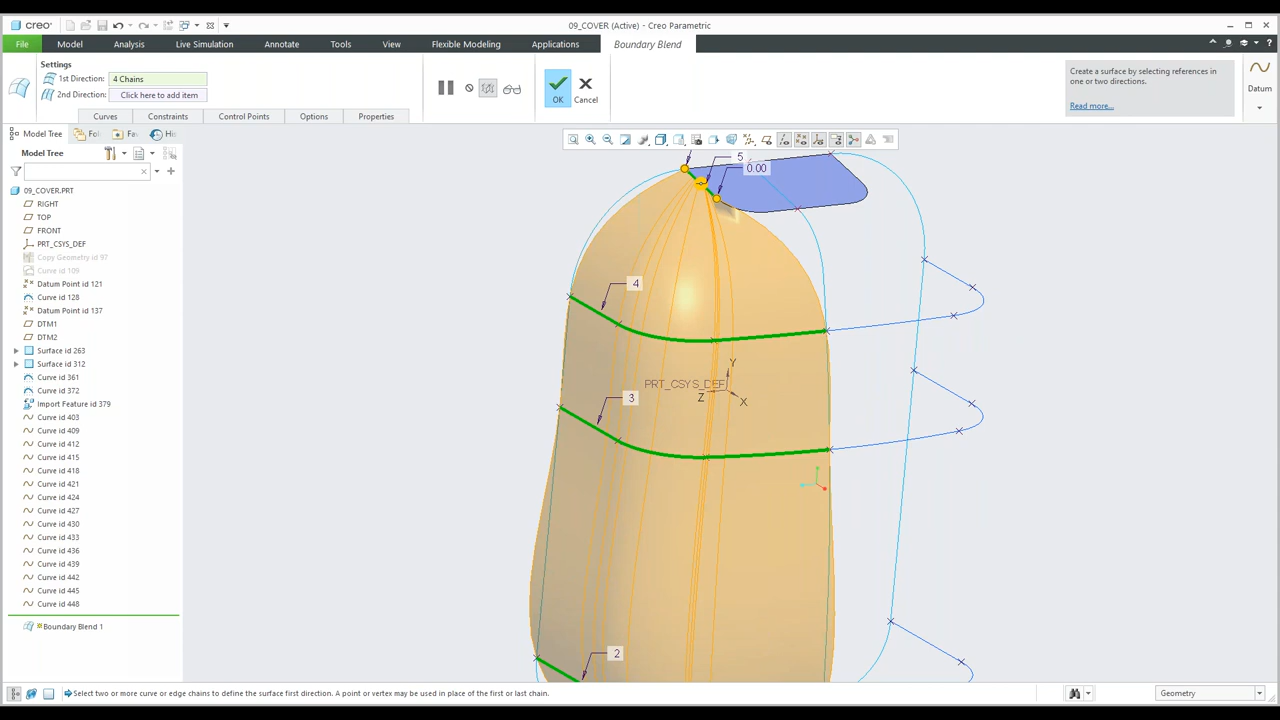 creo
09_COVER (Active) - Creo Parametric
File Model Analysis Live Simulation Annotate Tools View Flexible Modeling Applications Boundary Blend
Settings
1st Direction: 4 Chains
2nd Direction: Click here to add item
OK Cancel
Create a surface by selecting references in
one or two directions.
Read more...
Datum
Curves Constraints Control Points Options Properties
Model Tree Fol Fa His
Model Tree
09_COVER.PRT
RIGHT
TOP
FRONT
PRT_CSYS_DEF
Copy Geometry id 97
Curve id 109
Datum Point id 121
Curve id 128
Datum Point id 137
DTM1
DTM2
Surface id 263
Surface id 312
Curve id 361
Curve id 372
Import Feature id 379
Curve id 403
Curve id 409
Curve id 412
Curve id 415
Curve id 418
Curve id 421
Curve id 424
Curve id 427
Curve id 430
Curve id 433
Curve id 436
Curve id 439
Curve id 442
Curve id 445
Curve id 448
Boundary Blend 1
5
0.00
4
Y
PRT_CSYS_DEF
Z
X
3
2
Select two or more curve or edge chains to define the surface first direction. A point or vertex may be used in place of the first or last chain.
Geometry